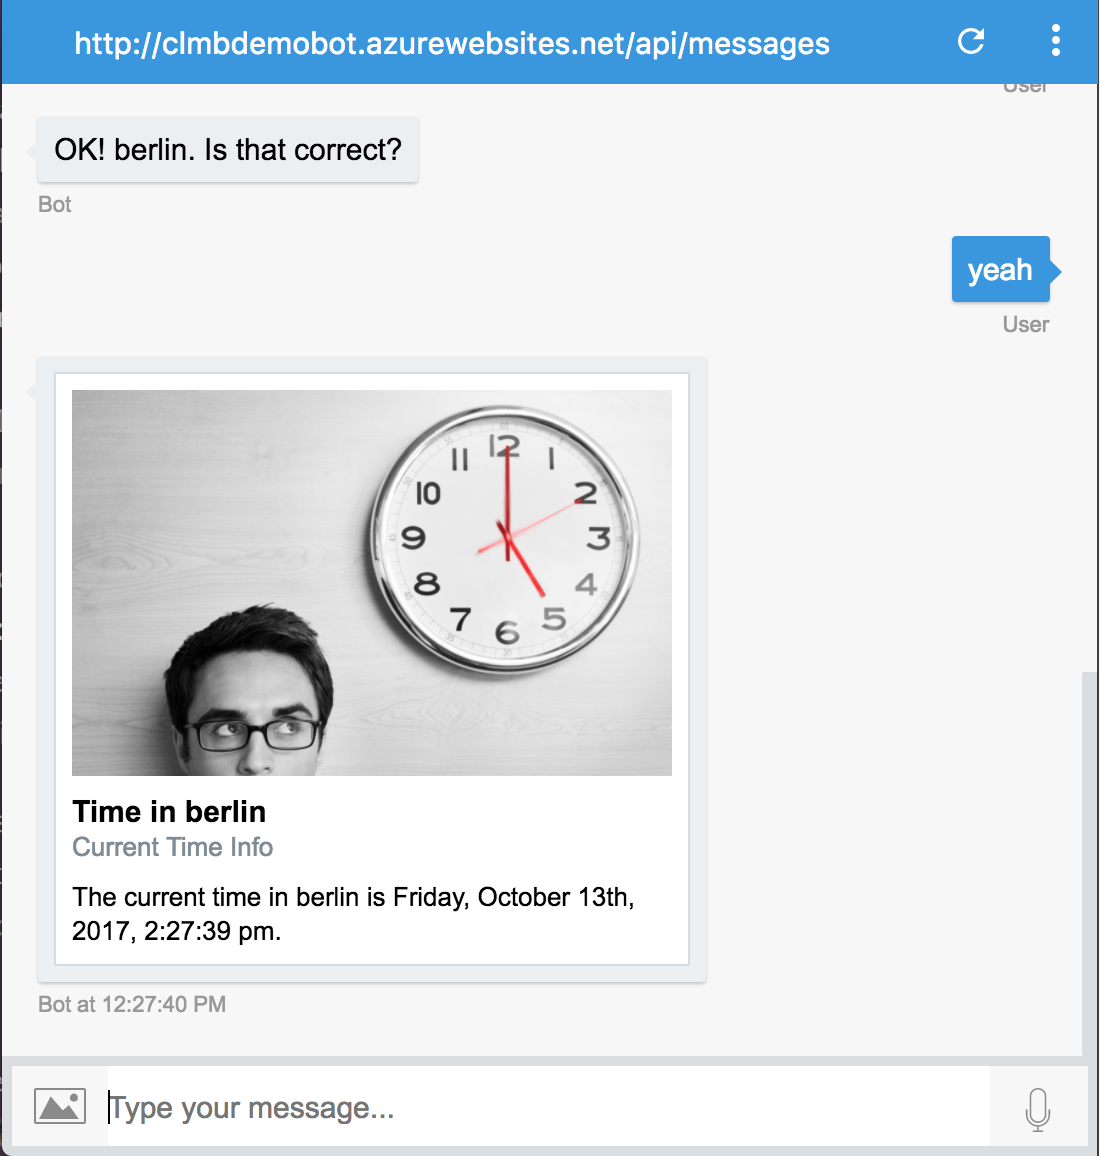 http://clmbdemobot.azurewebsites.net/api/messages
User
OK! berlin. Is that correct?
Bot
yeah
User
12
11
1
10
2
9
3
8
4
7
5
6
Time in berlin
Current Time Info
The current time in berlin is Friday, October 13th,
2017, 2:27:39 pm.
Bot at 12:27:40 PM
Type your message...